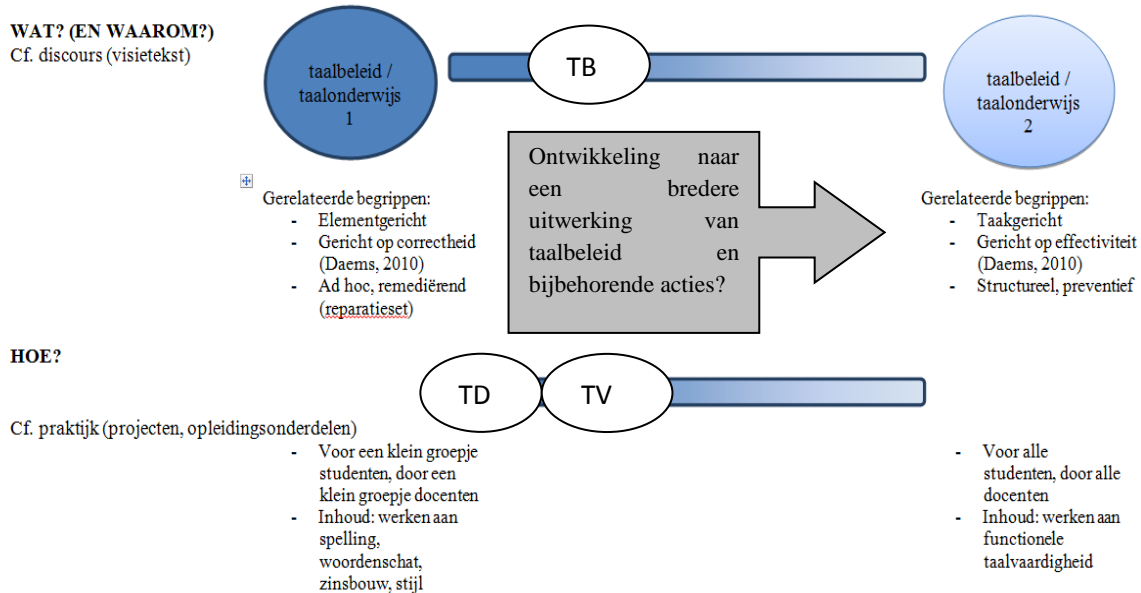 WAT? (EN WAAROM?)
Cf. discours (visietekst)
taalbeleid /
taalonderwijs
1
TB
taalbeleid /
taalonderwijs
2
Ontwikkeling naar
een bredere
uitwerking van
taalbeleid en
bijbehorende acties?
Gerelateerde begrippen:
- Elementgericht
- Gericht op correctheid
(Daems, 2010)
- Ad hoc, remediërend
(reparatieset)
Gerelateerde begrippen:
- Taakgericht
- Gericht op effectiviteit
(Daems, 2010)
- Structureel, preventief
HOE?
TD
TV
Cf. praktijk (projecten, opleidingsonderdelen)
- Voor een klein groepje
studenten, door een
klein groepje docenten
- Inhoud: werken aan
spelling,
woordenschat,
zinsbouw, stijl
- Voor alle
studenten, door alle
docenten
- Inhoud: werken aan
functionele
taalvaardigheid